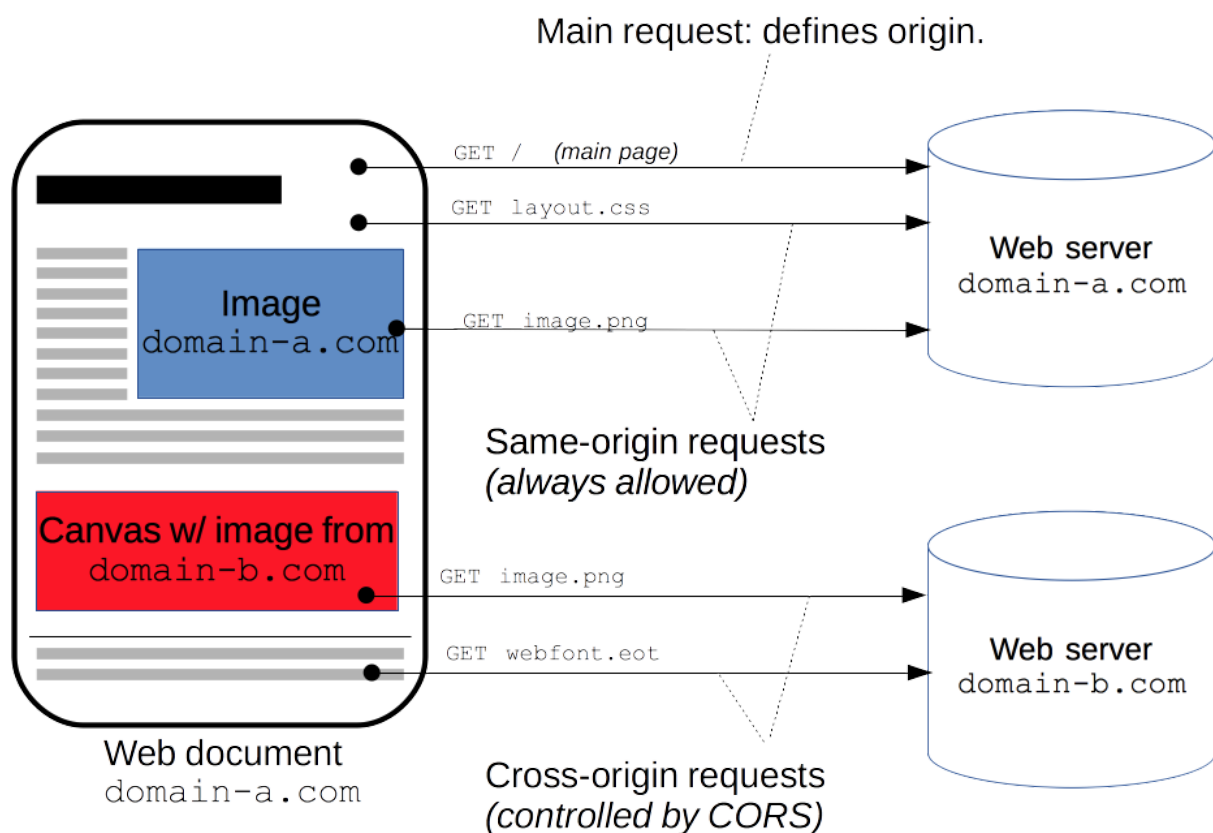 Main request: defines origin.
GET / (main page)
GET layout.css
Image
domain-a.com
GET image.png
Web server
domain-a.com
Same-origin requests
(always allowed)
Canvas w/ image from
domain-b.com
GET image.png
GET webfont.eot
Web server
domain-b.com
Web document
domain-a.com
Cross-origin requests
(controlled by CORS)